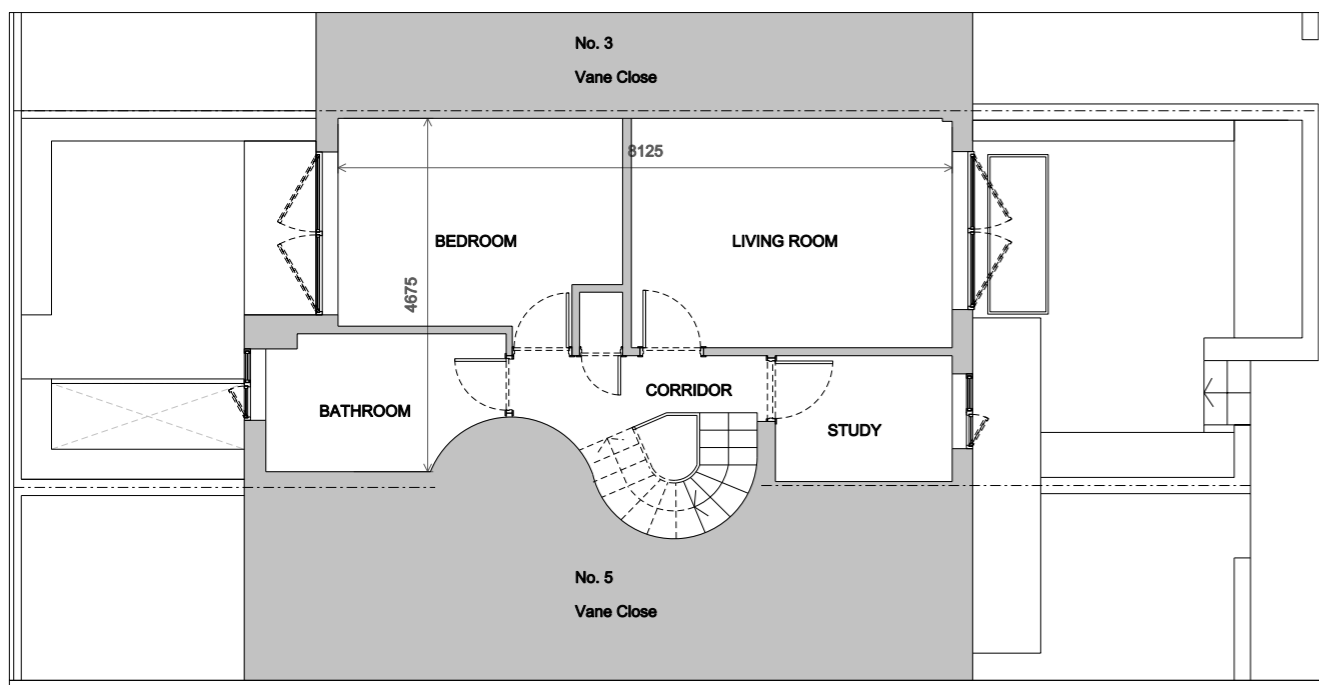 No. 3
Vane Close
8125
BEDROOM
LIVING ROOM
4675
CORRIDOR
BATHROOM
STUDY
No. 5
Vane Close